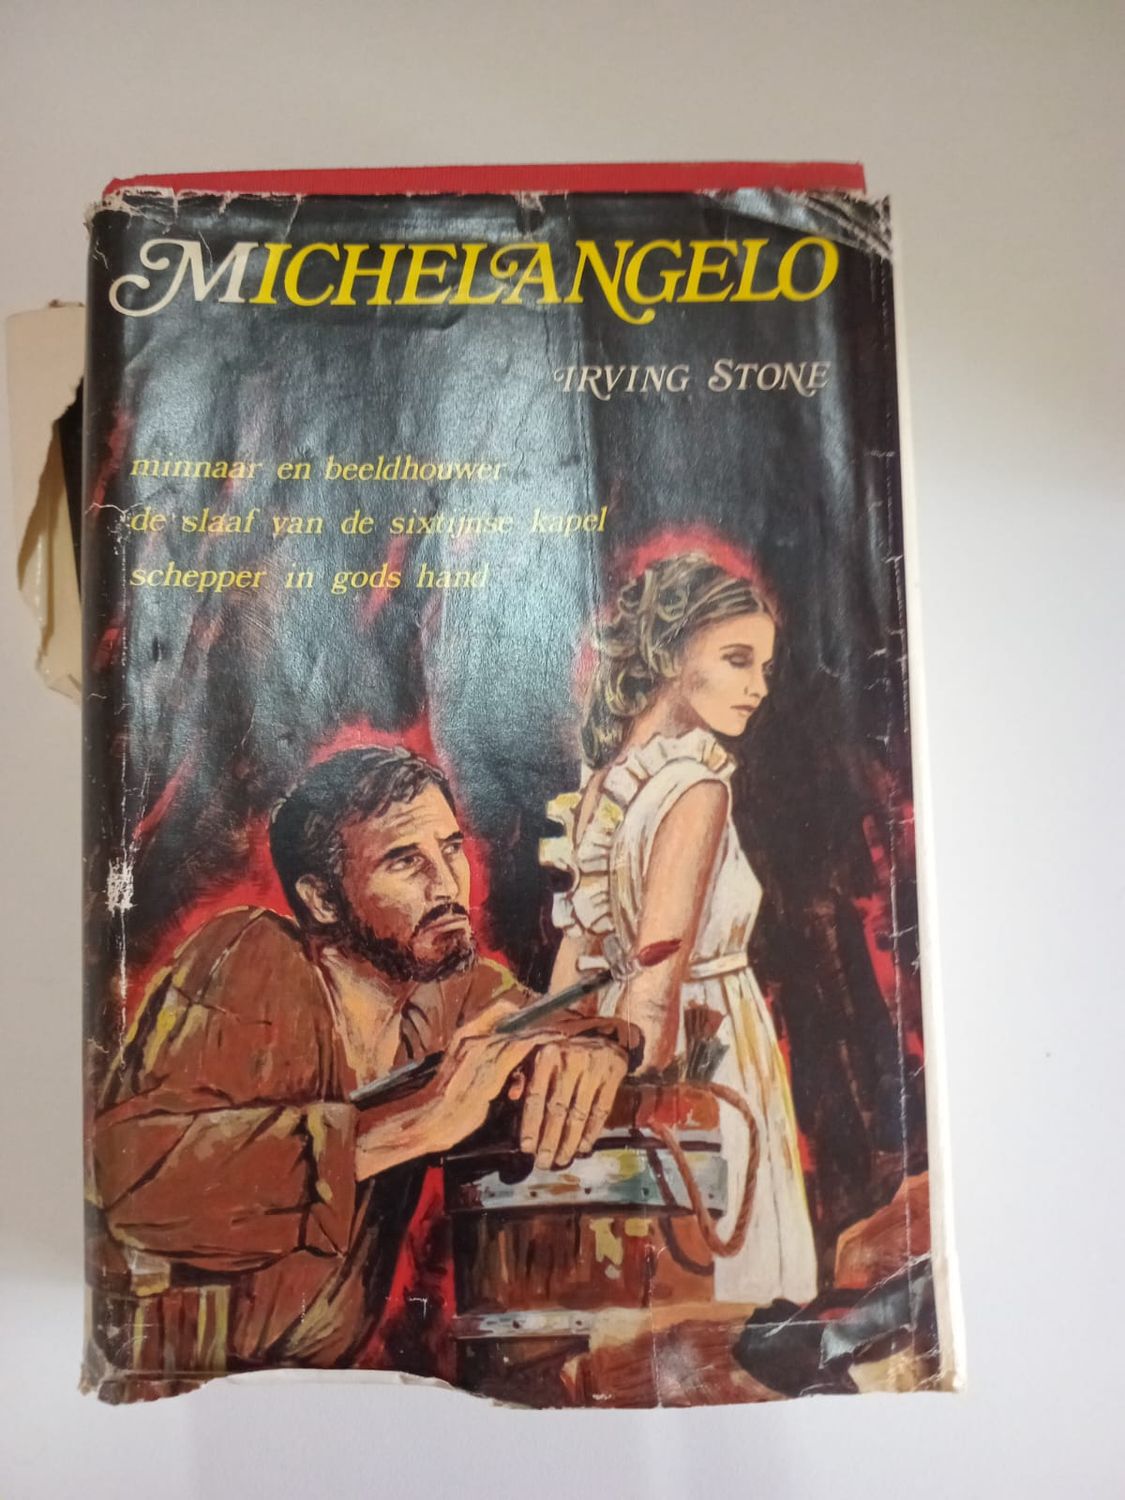 MICHELANGELO
IRVING STONE
minnaar en beeldhouwer
de slaaf van de sixtijnse kapel
schepper in gods hand